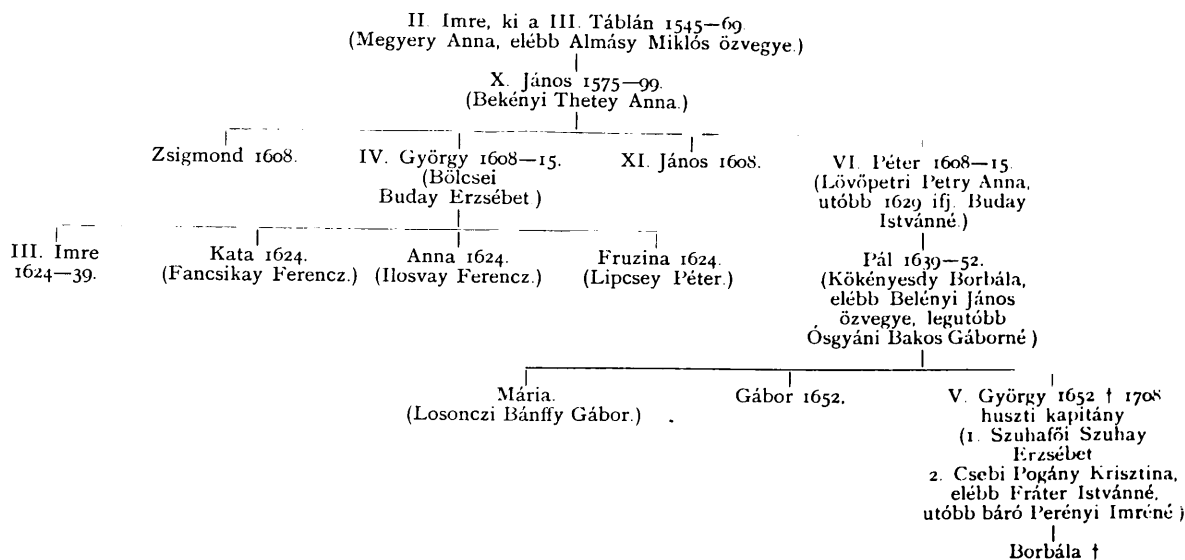 II. Imre, ki a III. Táblán 1545—69.
(Megyery Anna, elébb Almásy Miklós özvegye.)
X. János 1575—99.
(Bekényi Thetey Anna.)
Zsigmond 1608.
IV. György 1608—15.
(Bölcsei
Buday Erzsébet)
XI. János 1608.
VI. Péter 1608—15.
(Lövőpetri Petry Anna,
utóbb 1629 ifj. Buday
Istvánné.)
III. Imre
1624—39.
Kata 1624.
(Fancsikay Ferencz.)
Anna 1624.
(Ilosvay Ferencz.)
Fruzina 1624.
(Lipcsey Péter.)
Pál 1639—52.
(Kökényesdy Borbála,
elébb Belényi János
özvegye, legutóbb
Ósgyáni Bakos Gáborné)
Mária.
(Losonczi Bánffy Gábor.)
Gábor 1652.
V. György 1652 † 1708
huszti kapitány
(1. Szuhafői Szuhay
Erzsébet
2. Csebi Pogány Krisztina,
elébb Fráter Istvánné,
utóbb báró Perényi Imréné)
Borbála †